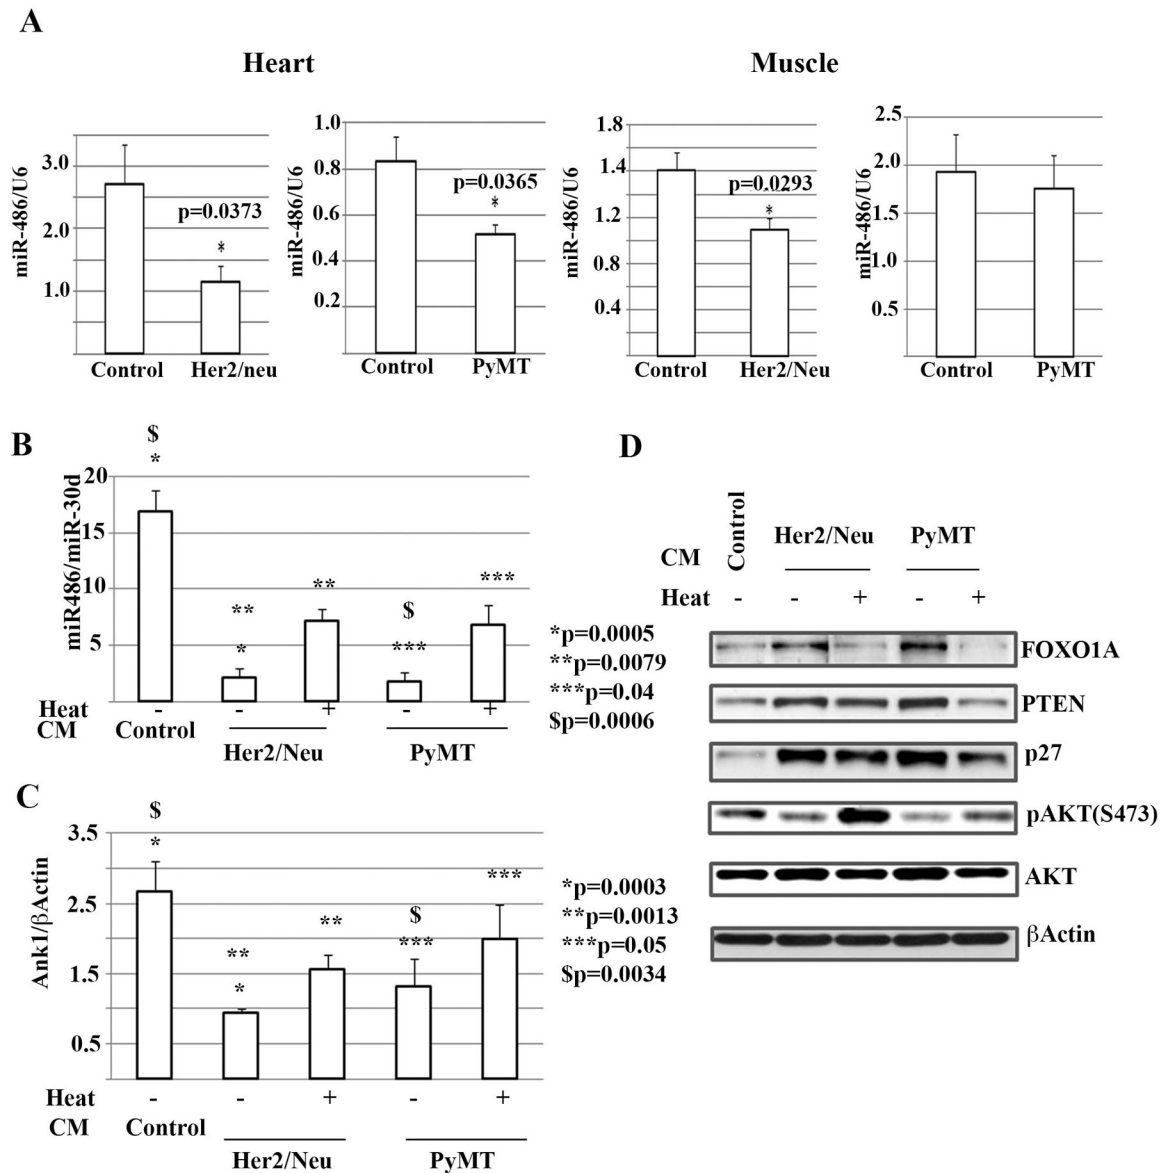 A
Heart
Muscle
miR-486/U6
3.0
2.0
1.0
p=0.0373
*
Control
Her2/neu
miR-486/U6
1.0
0.8
0.6
0.4
0.2
p=0.0365
*
Control
PyMT
miR-486/U6
1.8
1.4
1.2
0.8
0.4
p=0.0293
*
Control
Her2/Neu
miR-486/U6
2.5
2.0
1.5
1.0
0.5
Control
PyMT
B
miR486/miR-30d
20
15
10
5
$
*
**
*
**
$
***
***
Heat - - + - +
CM Control
Her2/Neu PyMT
*p=0.0005
**p=0.0079
***p=0.04
$p=0.0006
C
Ank1/βActin
3.5
2.5
1.5
0.5
$
*
**
*
**
$
***
***
Heat - - + - +
CM Control
Her2/Neu PyMT
*p=0.0003
**p=0.0013
***p=0.05
$p=0.0034
D
Control
Her2/Neu PyMT
CM
Heat - - + - +
FOXO1A
PTEN
p27
pAKT(S473)
AKT
βActin